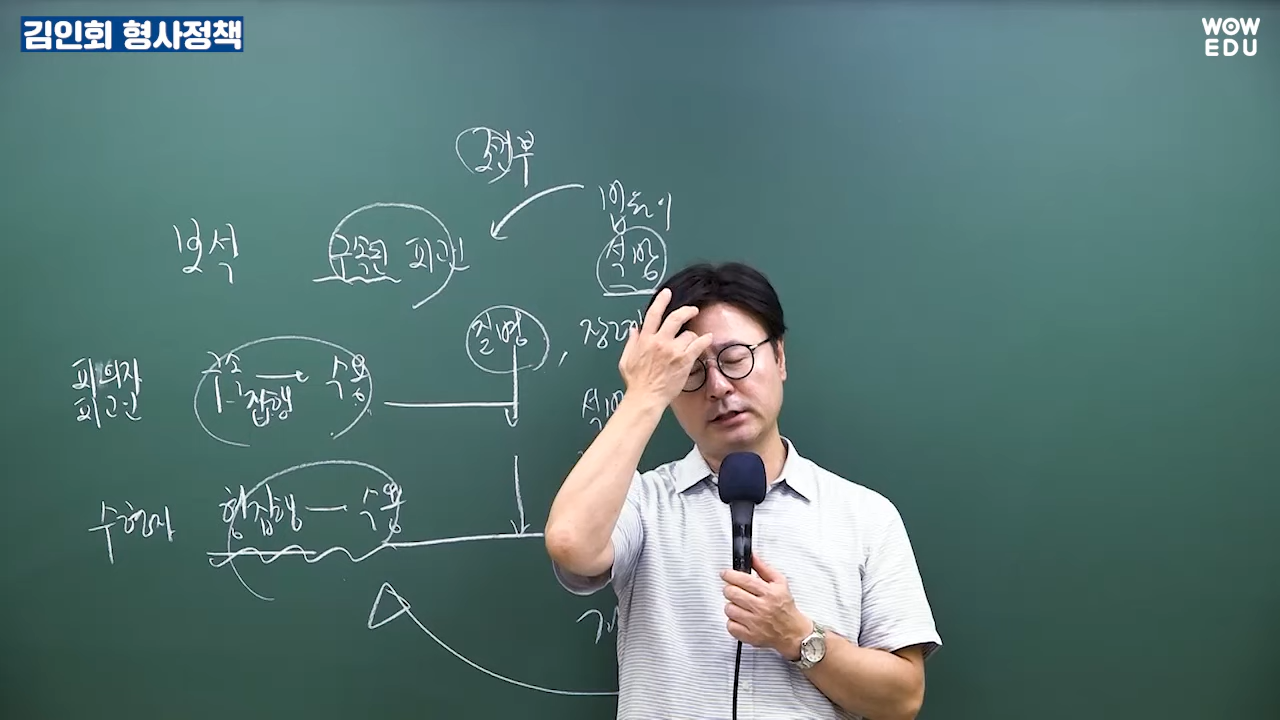 김인회 형사정책
WOW
EDU
전부
법원이
보석 구속된 피고인
석방
질병,
피의자
피고인
구속 → 수용
집행
수형자 형집행 — 수용